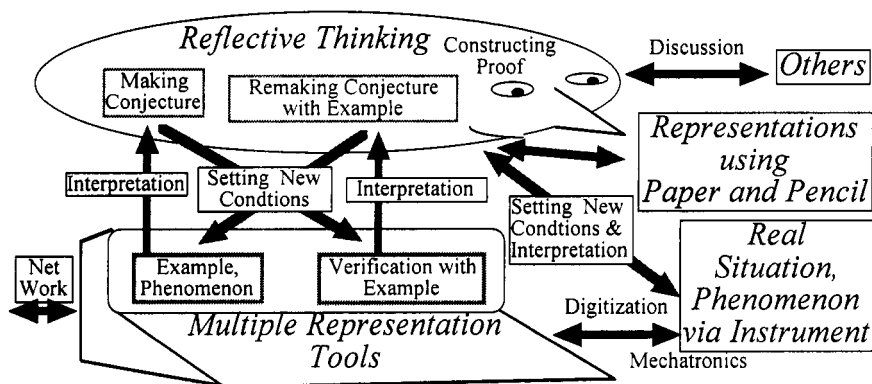 Reflective Thinking
Constructing
Proof
Discussion
Others
Making
Conjecture
Remaking Conjecture
with Example
Representations
using
Paper and Pencil
Interpretation
Setting New
Condtions
Interpretation
Setting New
Condtions &
Interpretation
Real
Situation,
Phenomenon
via Instrument
Net
Work
Example,
Phenomenon
Verification with
Example
Digitization
Mechatronics
Multiple Representation
Tools